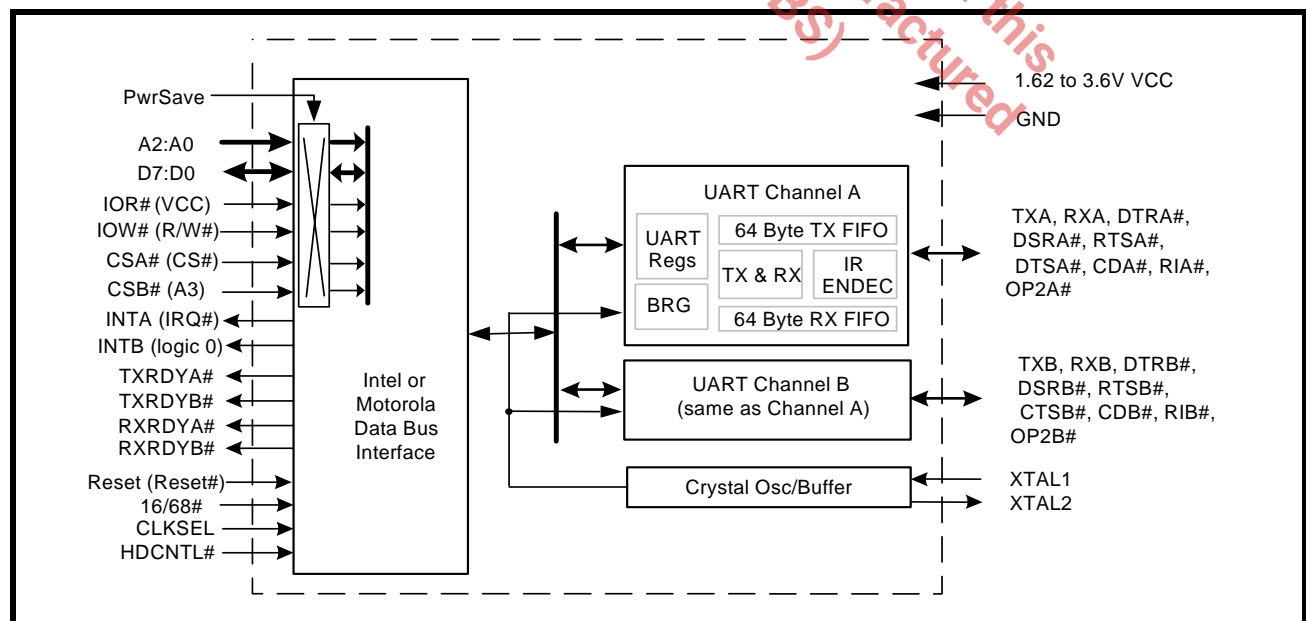 PwrSave
A2:A0
D7:D0
IOR# (VCC)
IOW# (R/W#)
CSA# (CS#)
CSB# (A3)
INTA (IRQ#)
INTB (logic 0)
TXRDYA#
TXRDYB#
RXRDYA#
RXRDYB#
Reset (Reset#)
16/68#
CLKSEL
HDCNTL#
Intel or
Motorola
Data Bus
Interface
UART Channel A
UART
Regs
BRG
64 Byte TX FIFO
TX & RX
IR
ENDEC
64 Byte RX FIFO
UART Channel B
(same as Channel A)
Crystal Osc/Buffer
1.62 to 3.6V VCC
GND
TXA, RXA, DTRA#,
DSRA#, RTSA#,
DTSA#, CDA#, RIA#,
OP2A#
TXB, RXB, DTRB#,
DSRB#, RTSB#,
CTSB#, CDB#, RIB#,
OP2B#
XTAL1
XTAL2
this
BS)